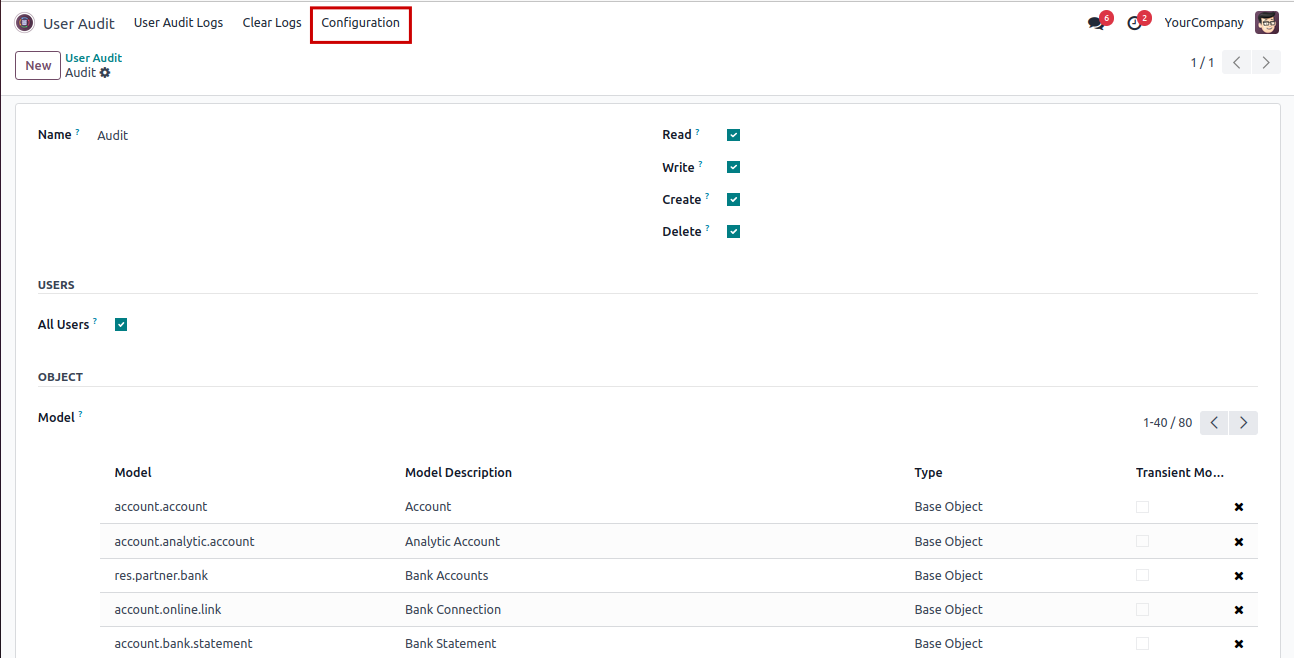 User Audit User Audit Logs Clear Logs Configuration 6 2 YourCompany
New User Audit
Audit 1 / 1
Name ? Audit Read ?
Write ?
Create ?
Delete ?
USERS
All Users ?
OBJECT
Model ? 1-40 / 80
Model Model Description Type Transient Mo...
account.account Account Base Object
account.analytic.account Analytic Account Base Object
res.partner.bank Bank Accounts Base Object
account.online.link Bank Connection Base Object
account.bank.statement Bank Statement Base Object